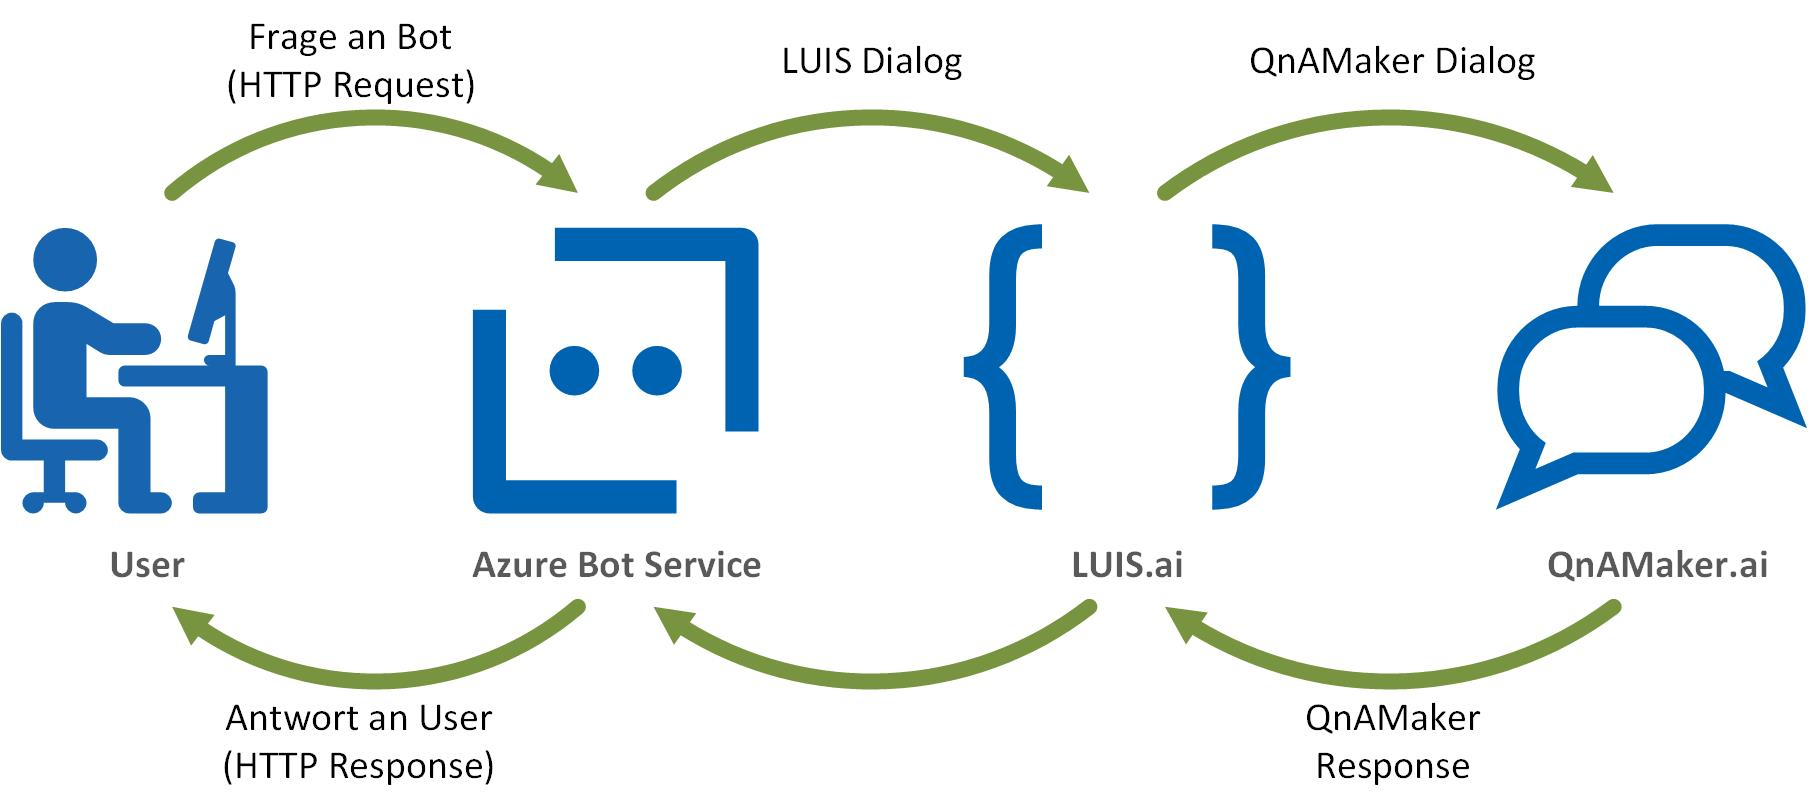 Frage an Bot
(HTTP Request)
LUIS Dialog
QnAMaker Dialog
User
Azure Bot Service
LUIS.ai
QnAMaker.ai
Antwort an User
(HTTP Response)
QnAMaker
Response